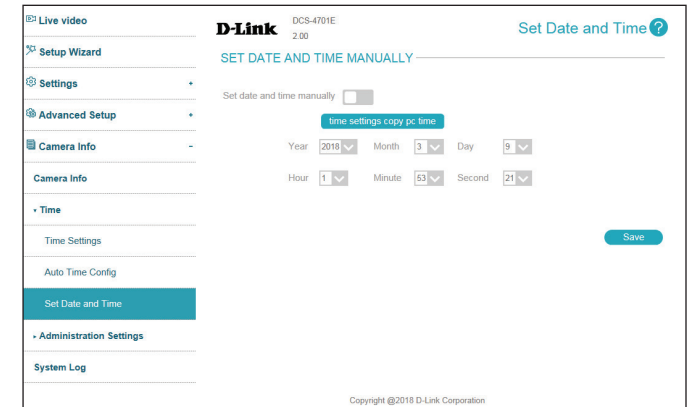 Live video
Setup Wizard
Settings +
Advanced Setup +
Camera Info -
Camera Info
Time
Time Settings
Auto Time Config
Set Date and Time
Administration Settings
System Log
D-Link DCS-4701E
2.00
Set Date and Time ?
SET DATE AND TIME MANUALLY
Set date and time manually
time settings copy pc time
Year 2018 Month 3 Day 9
Hour 1 Minute 53 Second 21
Save
Copyright @2018 D-Link Corporation